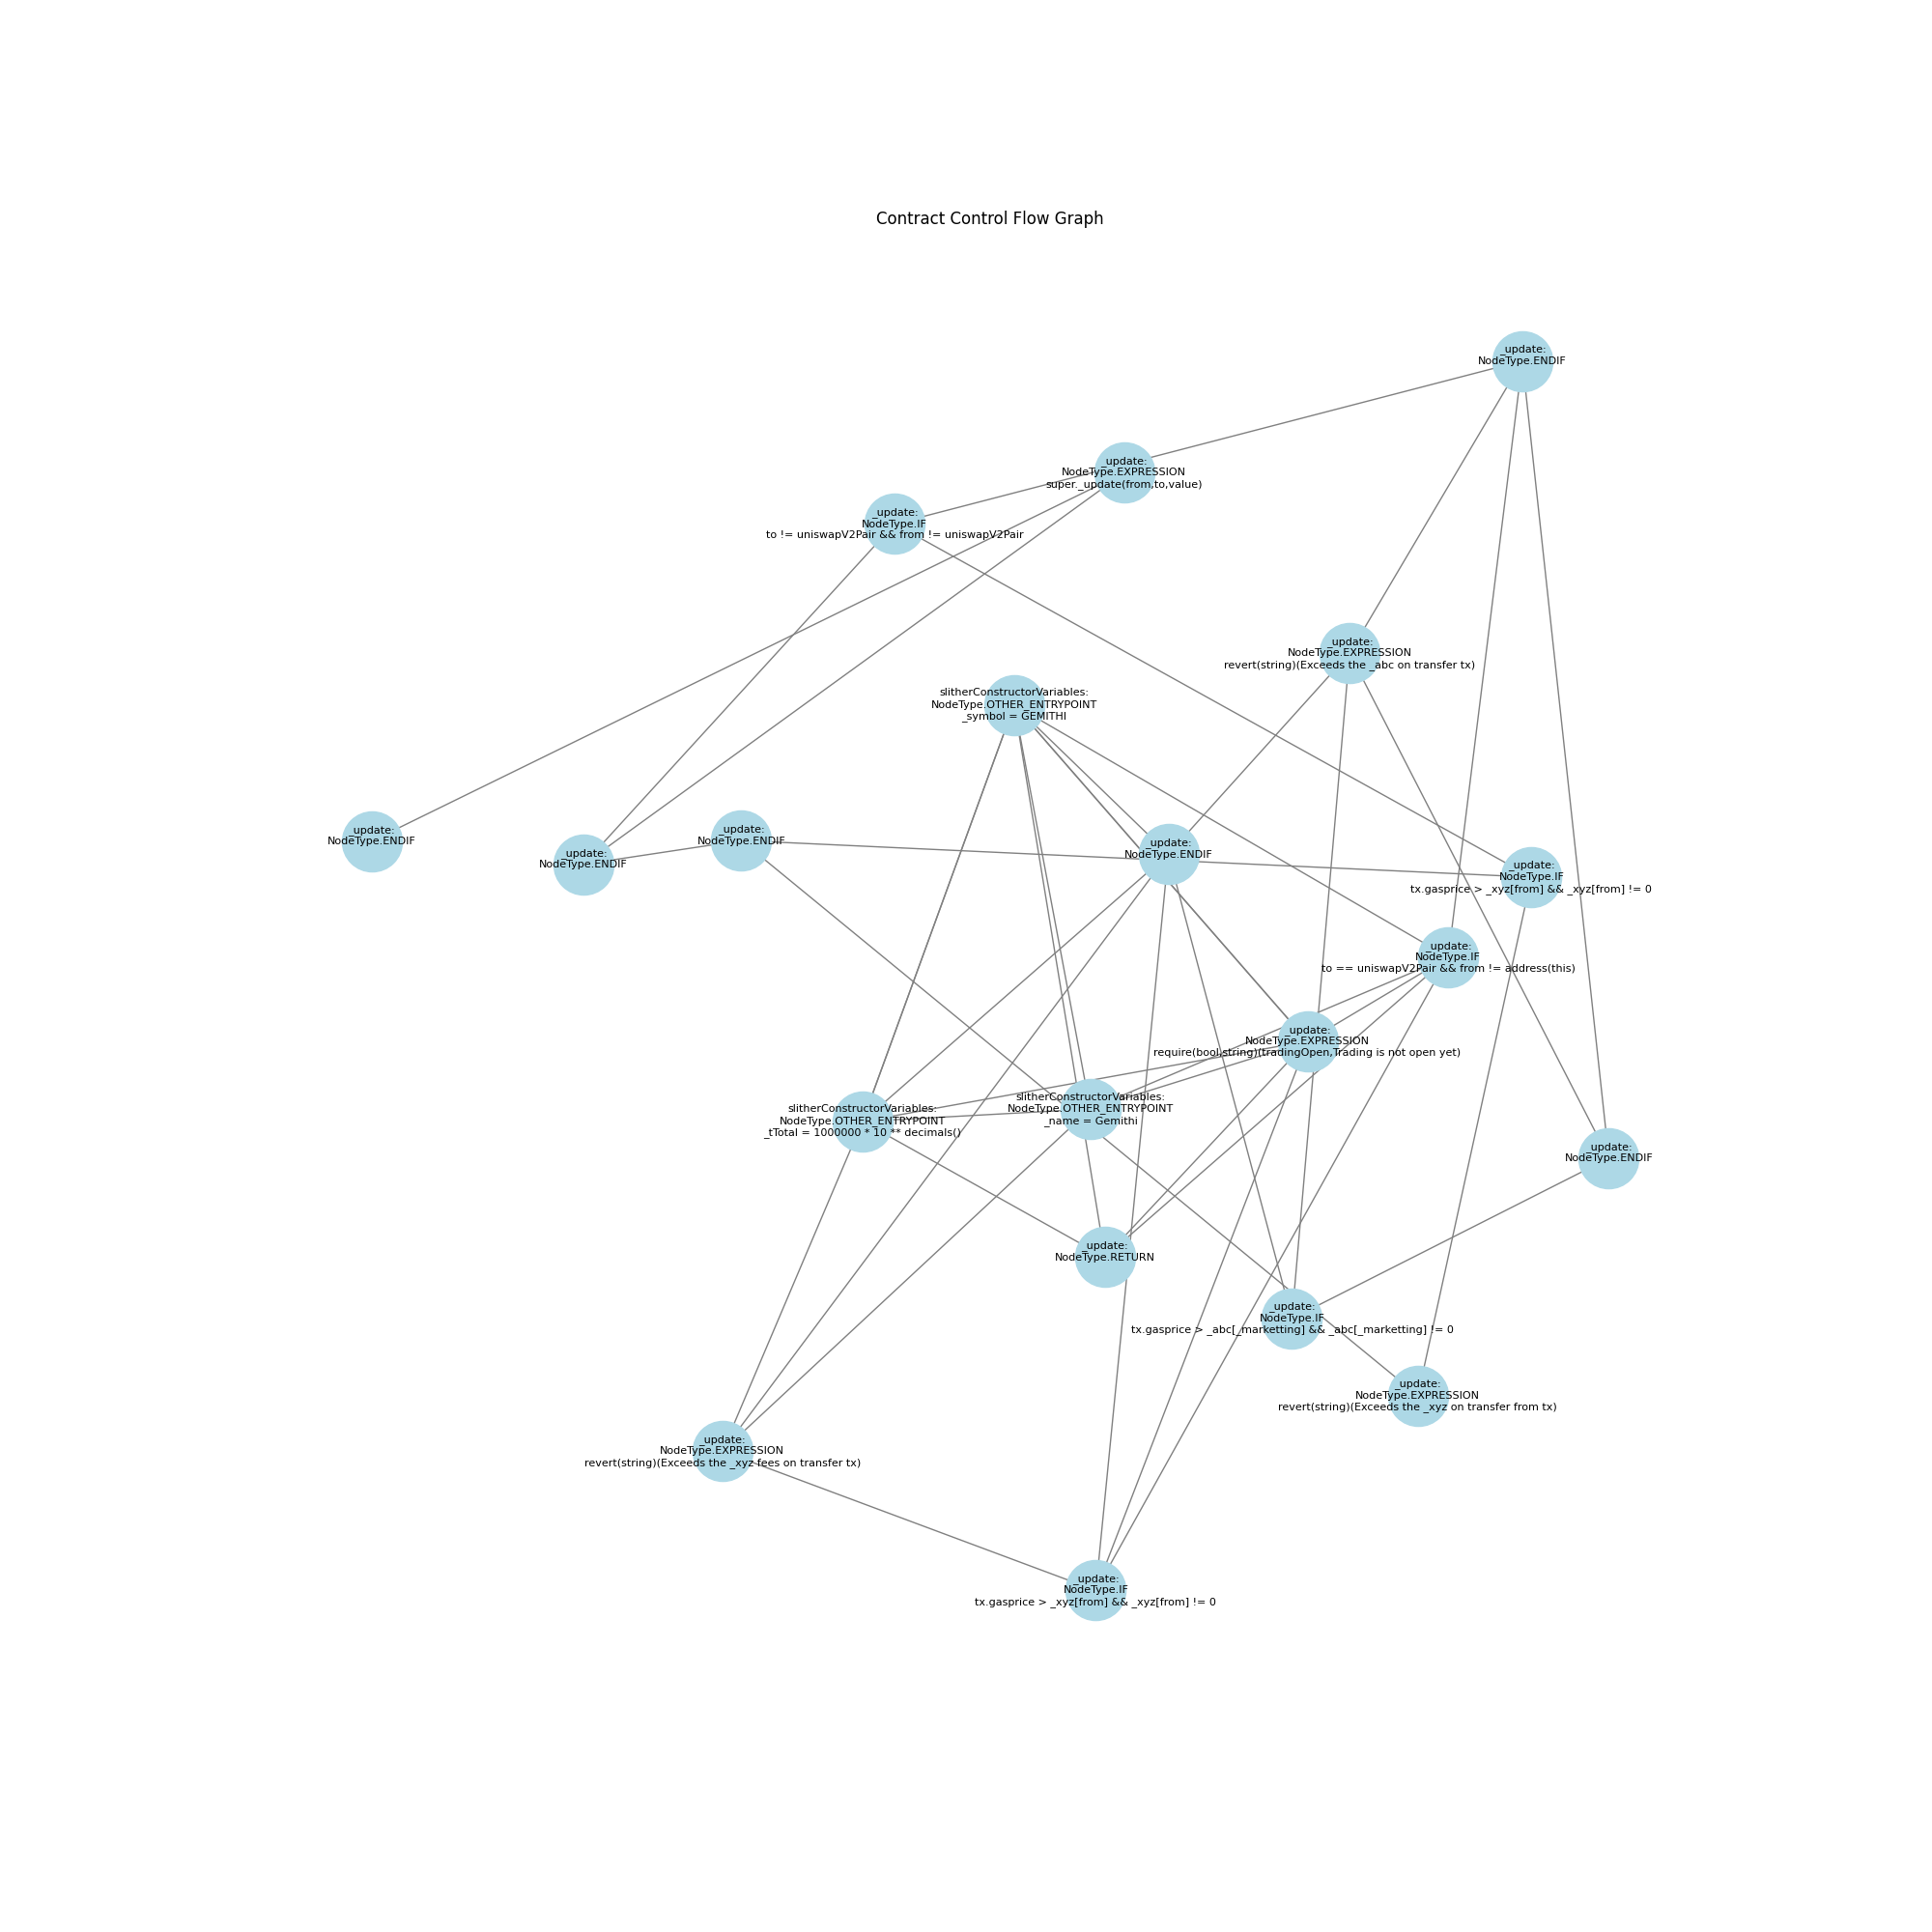 Contract Control Flow Graph
_update:
NodeType.ENDIF
_update:
NodeType.EXPRESSION
super._update(from,to,value)
_update:
NodeType.IF
to != uniswapV2Pair && from != uniswapV2Pair
_update:
NodeType.EXPRESSION
revert(string)(Exceeds the _abc on transfer tx)
slitherConstructorVariables:
NodeType.OTHER_ENTRYPOINT
_symbol = GEMITHI
_update:
NodeType.ENDIF
_update:
NodeType.ENDIF
_update:
NodeType.ENDIF
_update:
NodeType.ENDIF
_update:
NodeType.IF
tx.gasprice > _xyz[from] && _xyz[from] != 0
_update:
NodeType.IF
to == uniswapV2Pair && from != address(this)
_update:
NodeType.EXPRESSION
require(bool,string)(tradingOpen,Trading is not open yet)
slitherConstructorVariables:
NodeType.OTHER_ENTRYPOINT
_name = Gemithi
slitherConstructorVariables:
NodeType.OTHER_ENTRYPOINT
_tTotal = 1000000 * 10 ** decimals()
_update:
NodeType.ENDIF
_update:
NodeType.RETURN
_update:
NodeType.IF
tx.gasprice > _abc[_marketting] && _abc[_marketting] != 0
_update:
NodeType.EXPRESSION
revert(string)(Exceeds the _xyz on transfer from tx)
_update:
NodeType.EXPRESSION
revert(string)(Exceeds the _xyz fees on transfer tx)
_update:
NodeType.IF
tx.gasprice > _xyz[from] && _xyz[from] != 0